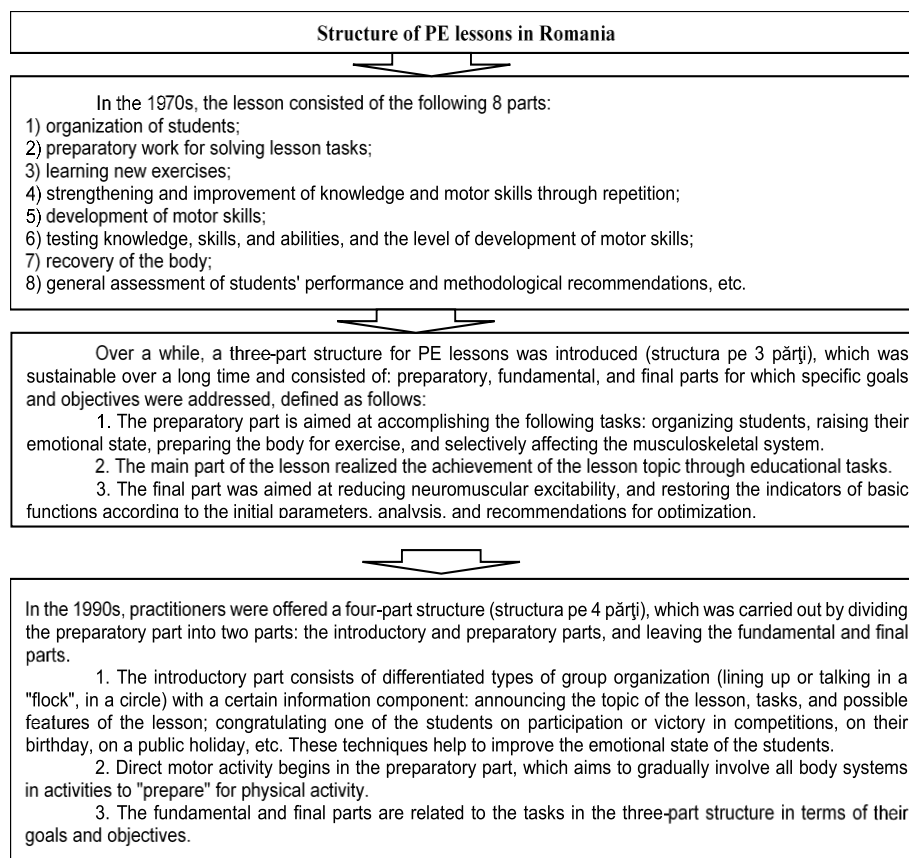 Structure of PE lessons in Romania
In the 1970s, the lesson consisted of the following 8 parts:
1) organization of students;
2) preparatory work for solving lesson tasks;
3) learning new exercises;
4) strengthening and improvement of knowledge and motor skills through repetition;
5) development of motor skills;
6) testing knowledge, skills, and abilities, and the level of development of motor skills;
7) recovery of the body;
8) general assessment of students' performance and methodological recommendations, etc.
Over a while, a three-part structure for PE lessons was introduced (structura pe 3 părţi), which was
sustainable over a long time and consisted of: preparatory, fundamental, and final parts for which specific goals
and objectives were addressed, defined as follows:
1. The preparatory part is aimed at accomplishing the following tasks: organizing students, raising their
emotional state, preparing the body for exercise, and selectively affecting the musculoskeletal system.
2. The main part of the lesson realized the achievement of the lesson topic through educational tasks.
3. The final part was aimed at reducing neuromuscular excitability, and restoring the indicators of basic
functions according to the initial parameters, analysis, and recommendations for optimization.
In the 1990s, practitioners were offered a four-part structure (structura pe 4 părţi), which was carried out by dividing
the preparatory part into two parts: the introductory and preparatory parts, and leaving the fundamental and final
parts.
1. The introductory part consists of differentiated types of group organization (lining up or talking in a
"flock", in a circle) with a certain information component: announcing the topic of the lesson, tasks, and possible
features of the lesson; congratulating one of the students on participation or victory in competitions, on their
birthday, on a public holiday, etc. These techniques help to improve the emotional state of the students.
2. Direct motor activity begins in the preparatory part, which aims to gradually involve all body systems
in activities to "prepare" for physical activity.
3. The fundamental and final parts are related to the tasks in the three-part structure in terms of their
goals and objectives.